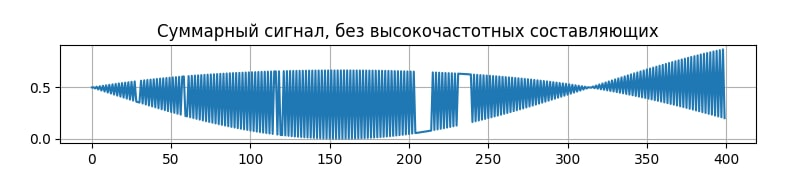 Суммарный сигнал, без высокочастотных составляющих
0.5
0.0
0 50 100 150 200 250 300 350 400